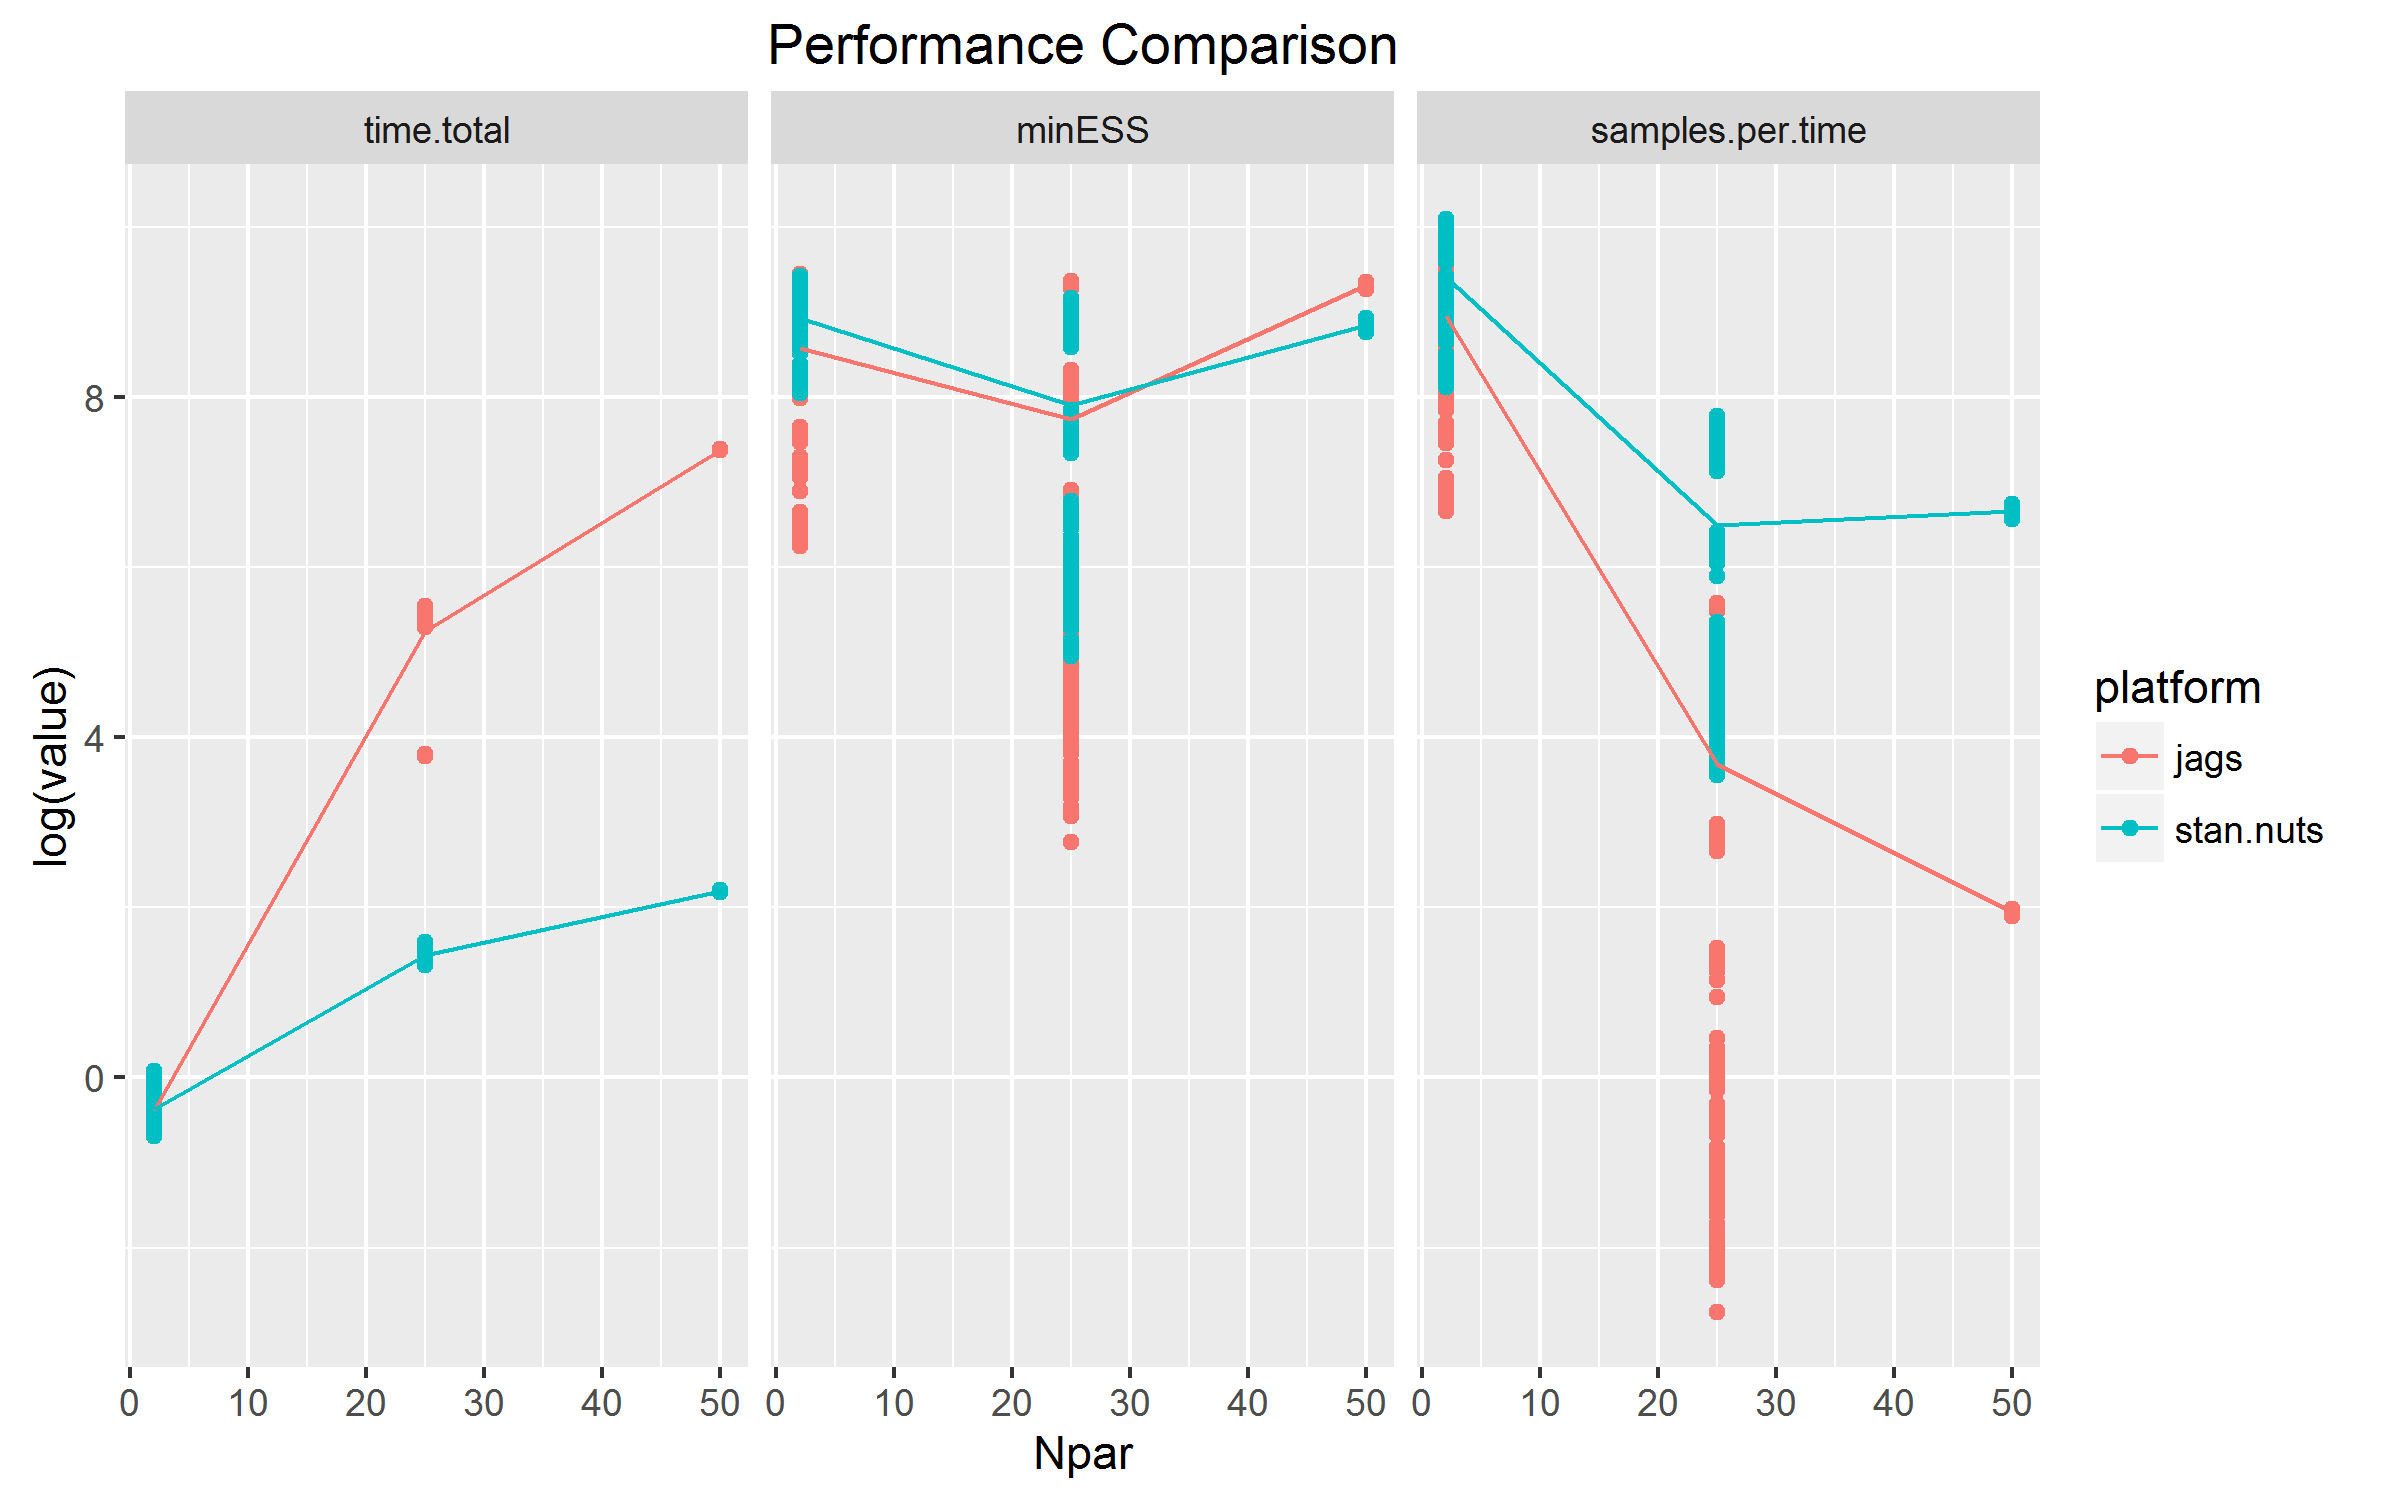 Performance Comparison
time.total minESS samples.per.time
log(value)
8
4
0
0 10 20 30 40 50 0 10 20 30 40 50 0 10 20 30 40 50
Npar
platform
jags
stan.nuts